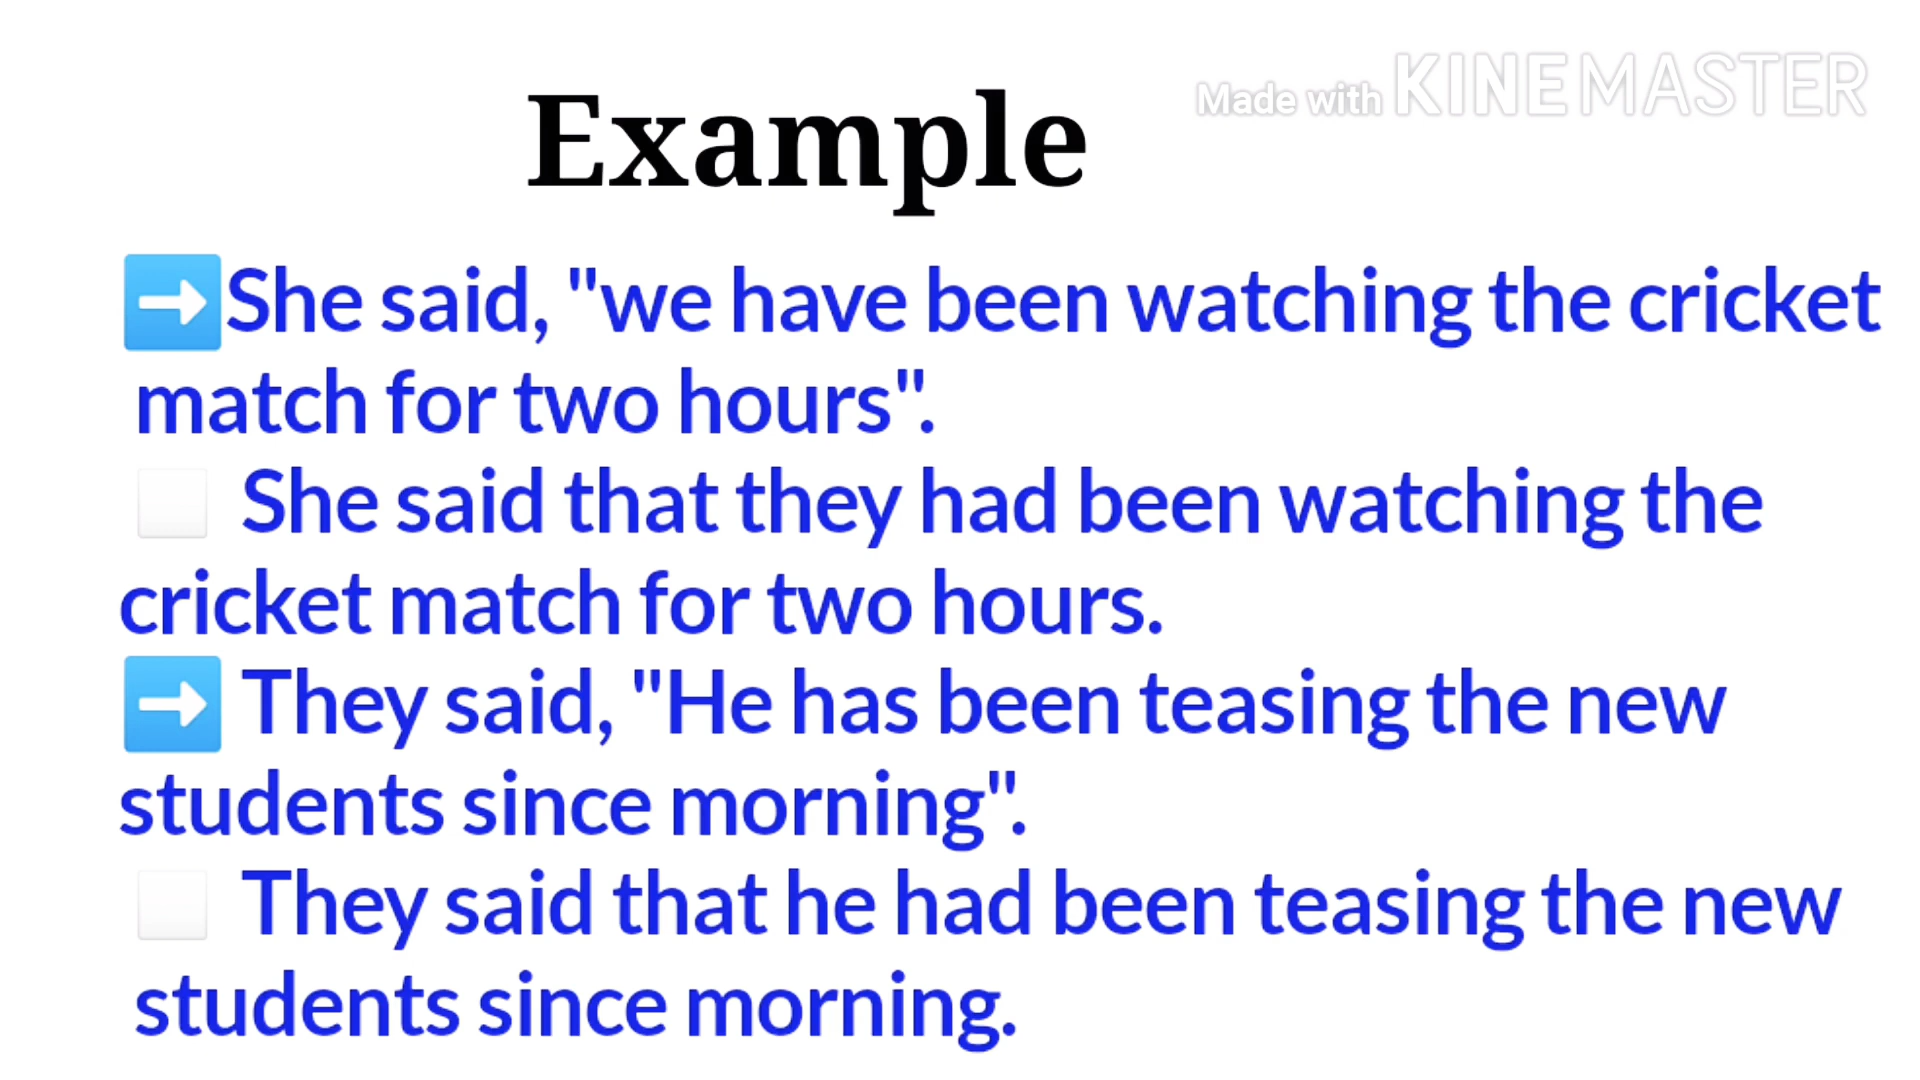 Made with KINEMASTER
Example
➡️She said, "we have been watching the cricket
match for two hours".
◻️ She said that they had been watching the
cricket match for two hours.
➡️ They said, "He has been teasing the new
students since morning".
◻️ They said that he had been teasing the new
students since morning.